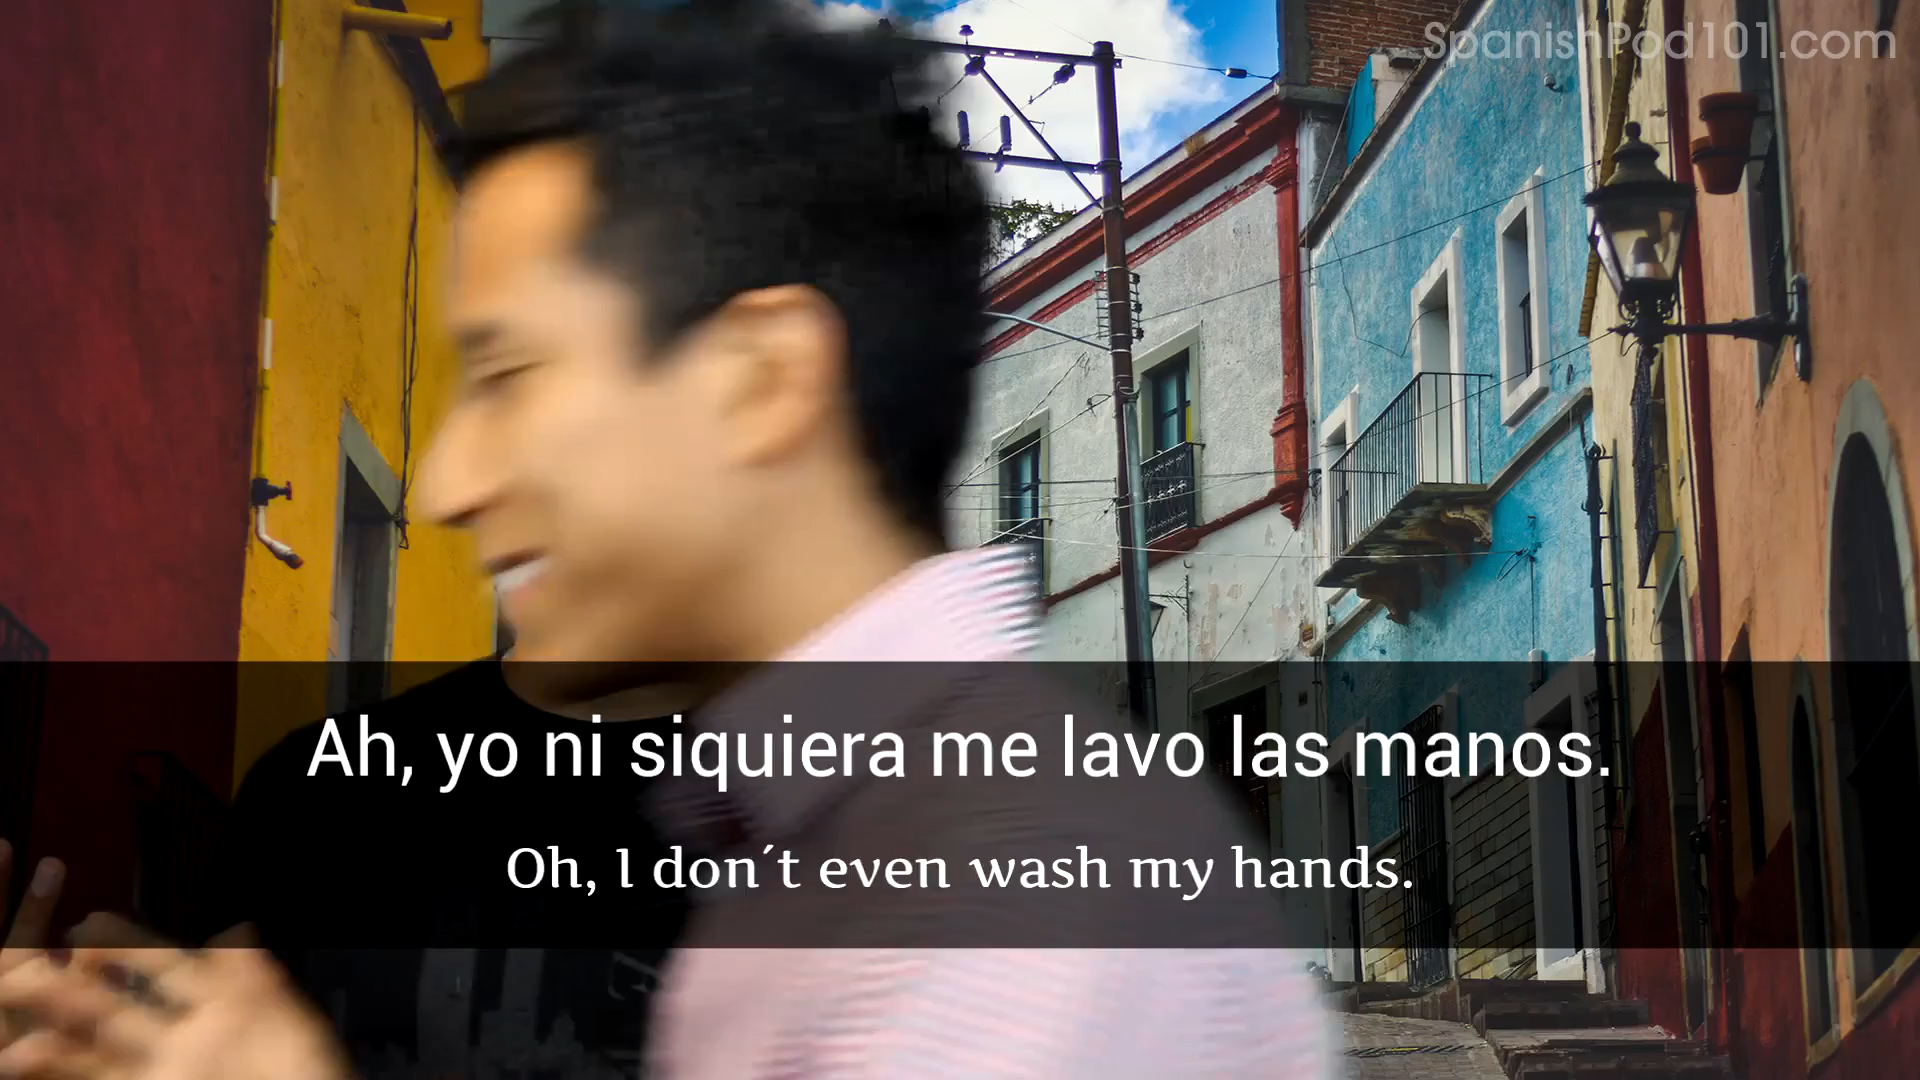 SpanishPod101.com
Ah, yo ni siquiera me lavo las manos.
Oh, I don´t even wash my hands.